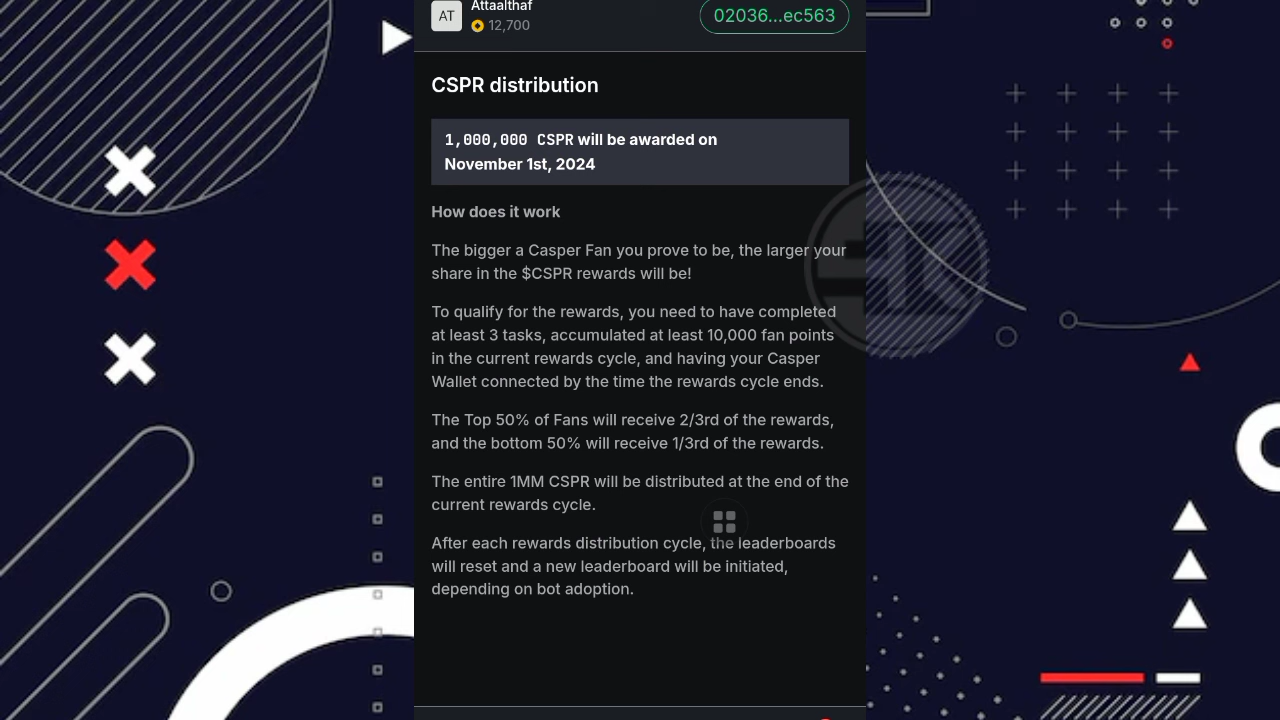 AT
Attaalthaf
12,700
02036...ec563
CSPR distribution
1,000,000 CSPR will be awarded on
November 1st, 2024
How does it work
The bigger a Casper Fan you prove to be, the larger your
share in the $CSPR rewards will be!
To qualify for the rewards, you need to have completed
at least 3 tasks, accumulated at least 10,000 fan points
in the current rewards cycle, and having your Casper
Wallet connected by the time the rewards cycle ends.
The Top 50% of Fans will receive 2/3rd of the rewards,
and the bottom 50% will receive 1/3rd of the rewards.
The entire 1MM CSPR will be distributed at the end of the
current rewards cycle.
After each rewards distribution cycle, the leaderboards
will reset and a new leaderboard will be initiated,
depending on bot adoption.